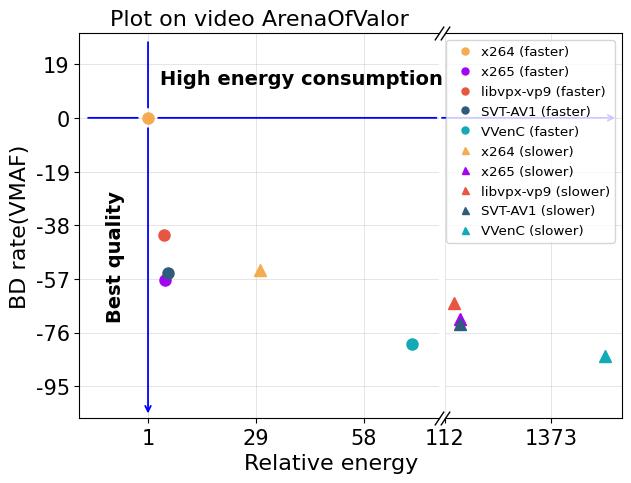 Plot on video ArenaOfValor
BD rate(VMAF)
19
0
-19
-38
-57
-76
-95
High energy consumption
Best quality
x264 (faster)
x265 (faster)
libvpx-vp9 (faster)
SVT-AV1 (faster)
VVenC (faster)
x264 (slower)
x265 (slower)
libvpx-vp9 (slower)
SVT-AV1 (slower)
VVenC (slower)
1 29 58 112 1373
Relative energy